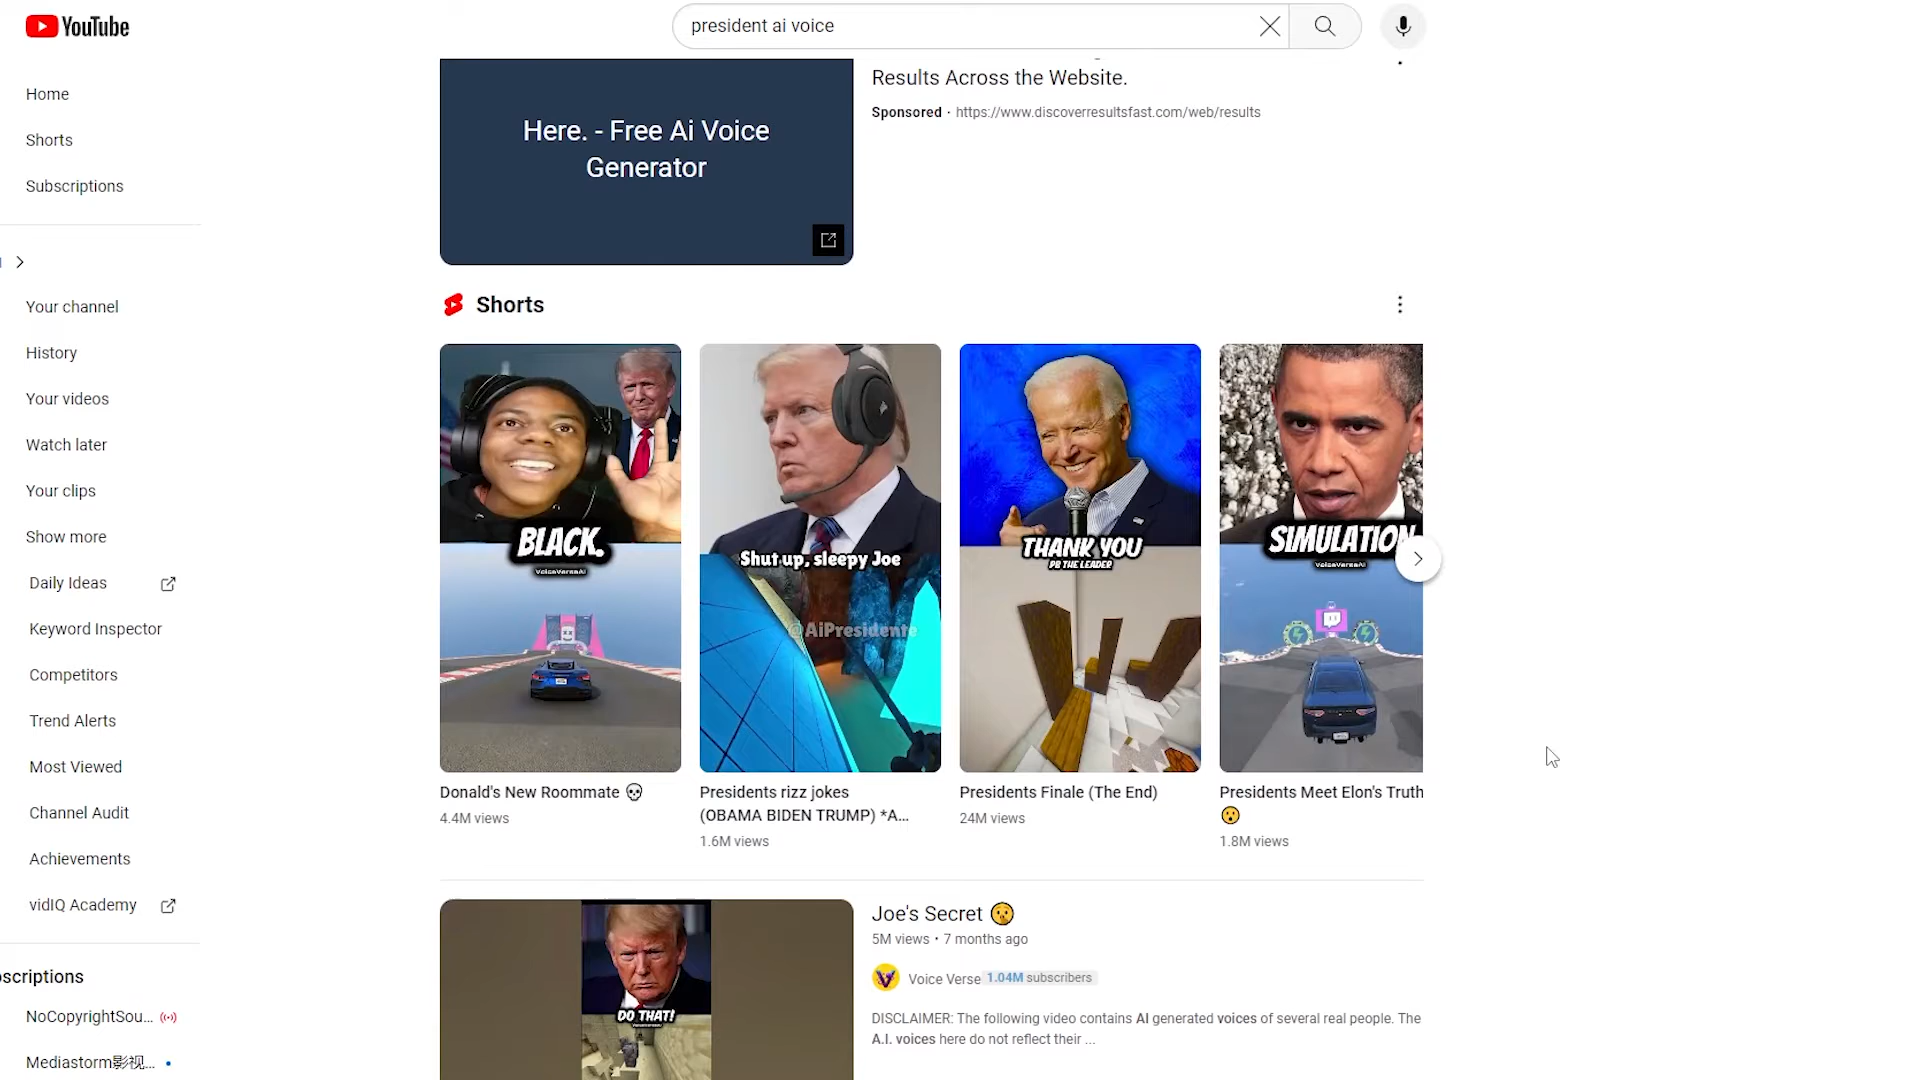 YouTube
president ai voice
Home
Shorts
Subscriptions
Your channel
History
Your videos
Watch later
Your clips
Show more
Daily Ideas
Keyword Inspector
Competitors
Trend Alerts
Most Viewed
Channel Audit
Achievements
vidIQ Academy
scriptions
NoCopyrightSou...
Mediastorm影视...
Here. - Free Ai Voice
Generator
Results Across the Website.
Sponsored · https://www.discoverresultsfast.com/web/results
Shorts
BLACK.
VoiceVerseAi
Donald's New Roommate 💀
4.4M views
Shut up, sleepy Joe
@AiPresidente
Presidents rizz jokes
(OBAMA BIDEN TRUMP) *A...
1.6M views
THANK YOU
PB THE LEADER
Presidents Finale (The End)
24M views
SIMULATION
VoiceVerseAi
Presidents Meet Elon's Truth
😮
1.8M views
DO THAT!
Joe's Secret 🤫
5M views • 7 months ago
Voice Verse 1.04M subscribers
DISCLAIMER: The following video contains AI generated voices of several real people. The
A.I. voices here do not reflect their ...